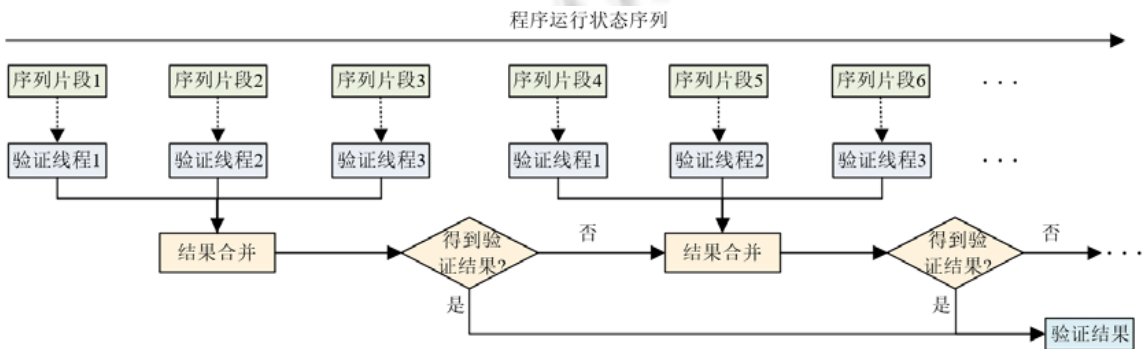 程序运行状态序列
序列片段1
序列片段2
序列片段3
序列片段4
序列片段5
序列片段6
···
验证线程1
验证线程2
验证线程3
验证线程1
验证线程2
验证线程3
···
结果合并
得到验
证结果?
否
结果合并
得到验
证结果?
否
···
是
是
验证结果